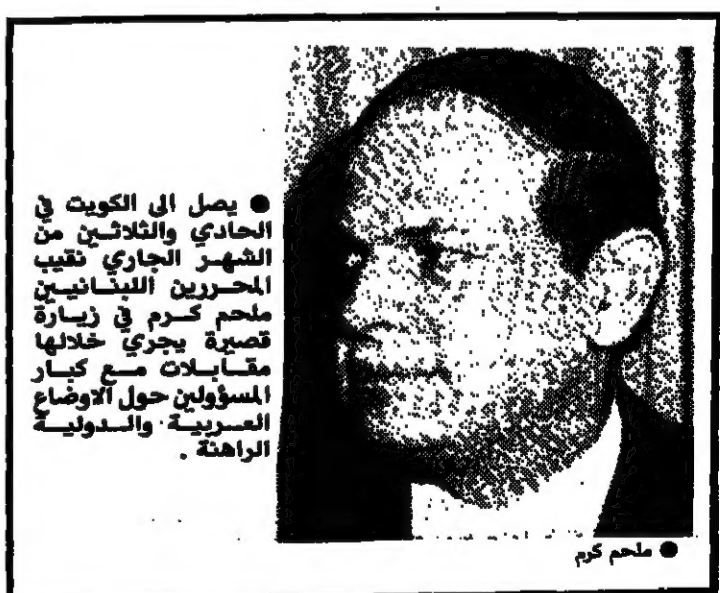 ● يصل الى الكويت في
الحادي والثلاثين من
الشهر الجاري نقيب
المحررين اللبنانيين
ملحم كرم في زيارة
قصيرة يجري خلالها
مقابلات مع كبار
المسؤولين حول الاوضاع
العربية والدولية
الراهنة .
● ملحم كرم